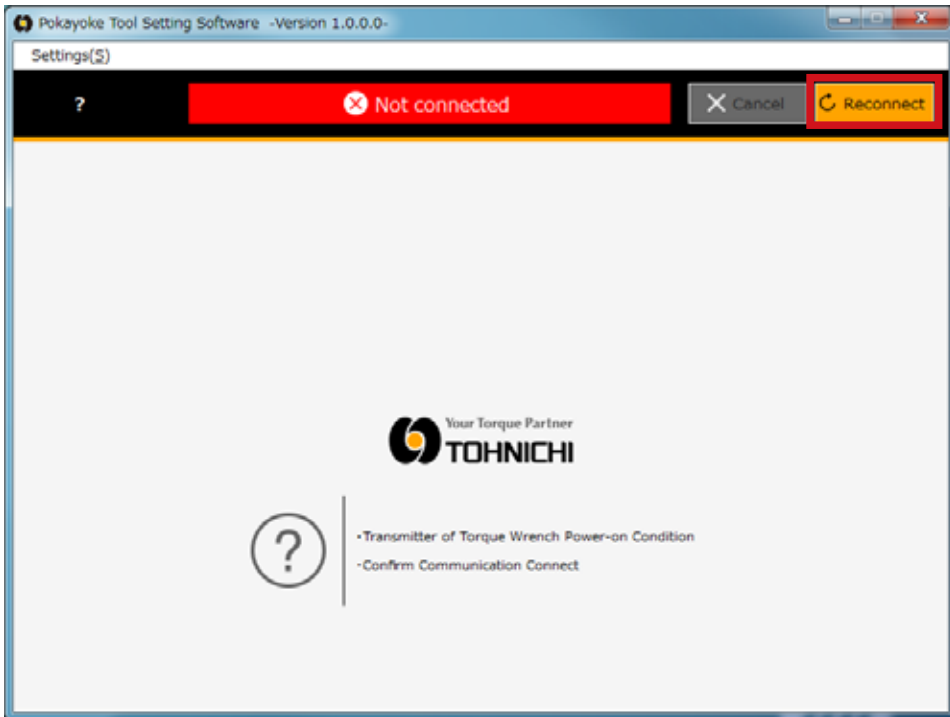 Pokayoke Tool Setting Software -Version 1.0.0.0-
Settings(S)
? Not connected Cancel Reconnect
Your Torque Partner
TOHNICHI
?
-Transmitter of Torque Wrench Power-on Condition
-Confirm Communication Connect